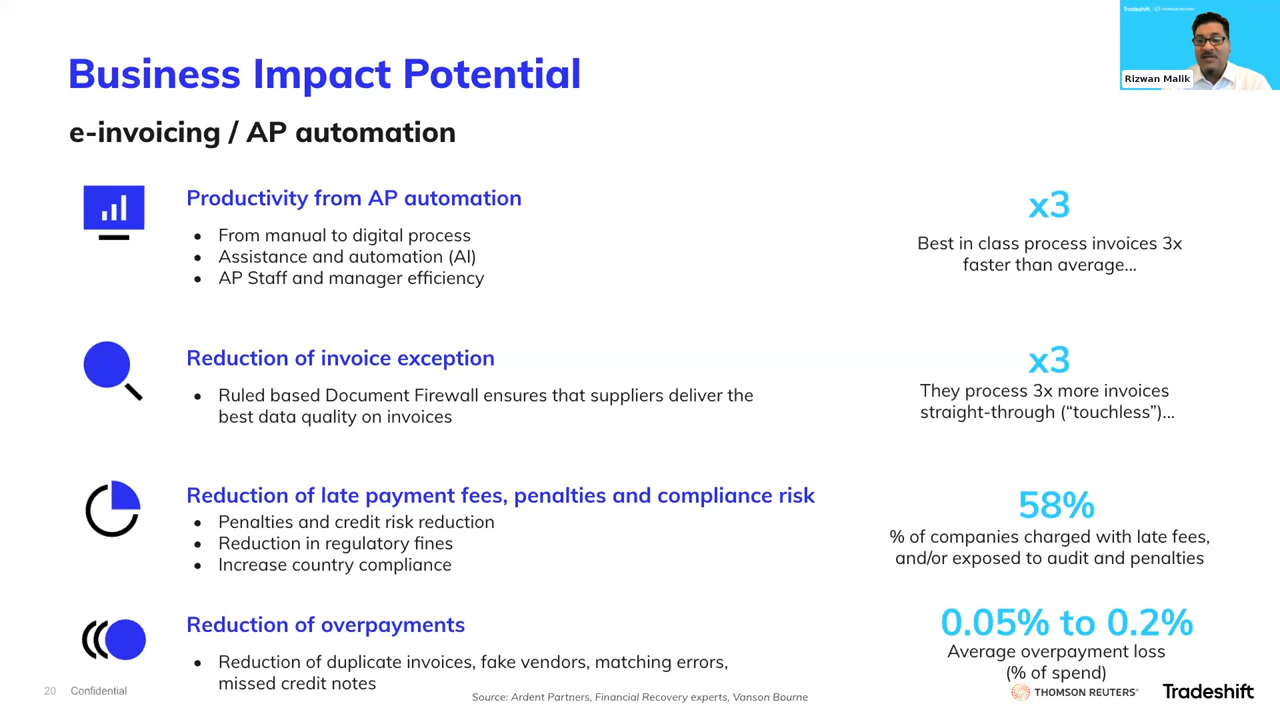 Tradeshift THOMSON REUTERS
Rizwan Malik
Business Impact Potential
e-invoicing / AP automation
Productivity from AP automation
• From manual to digital process
• Assistance and automation (AI)
• AP Staff and manager efficiency
x3
Best in class process invoices 3x
faster than average...
Reduction of invoice exception
• Ruled based Document Firewall ensures that suppliers deliver the
best data quality on invoices
x3
They process 3x more invoices
straight-through (“touchless”)...
Reduction of late payment fees, penalties and compliance risk
• Penalties and credit risk reduction
• Reduction in regulatory fines
• Increase country compliance
58%
% of companies charged with late fees,
and/or exposed to audit and penalties
Reduction of overpayments
• Reduction of duplicate invoices, fake vendors, matching errors,
missed credit notes
0.05% to 0.2%
Average overpayment loss
(% of spend)
20 Confidential
Source: Ardent Partners, Financial Recovery experts, Vanson Bourne
THOMSON REUTERS® Tradeshift